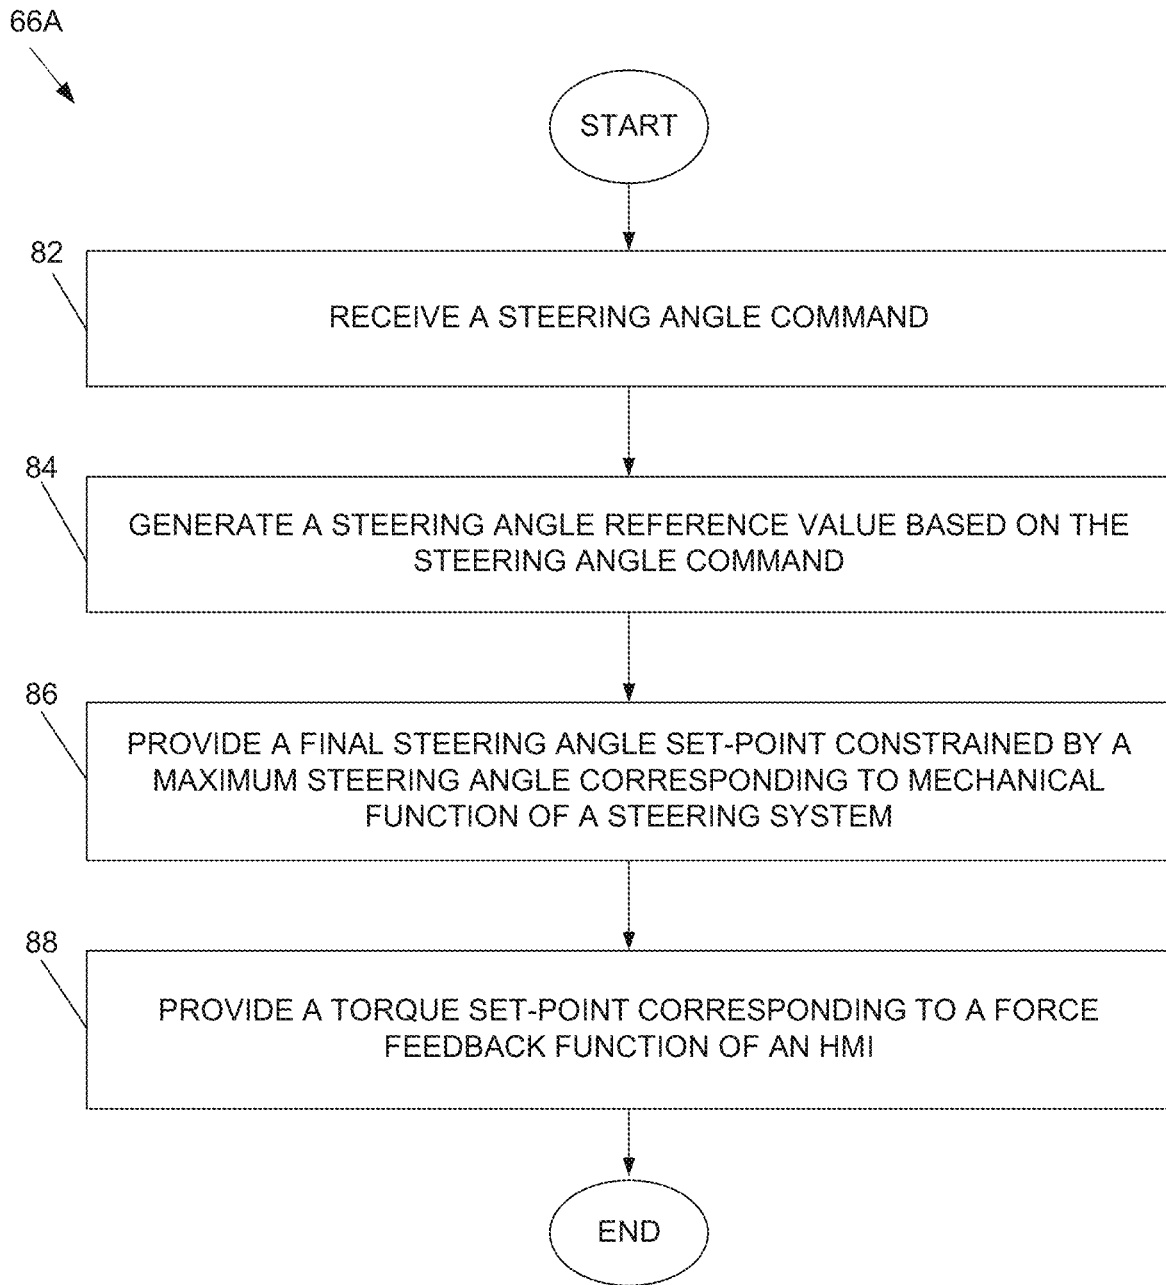 66A
START
82
RECEIVE A STEERING ANGLE COMMAND
84
GENERATE A STEERING ANGLE REFERENCE VALUE BASED ON THE
STEERING ANGLE COMMAND
86
PROVIDE A FINAL STEERING ANGLE SET-POINT CONSTRAINED BY A
MAXIMUM STEERING ANGLE CORRESPONDING TO MECHANICAL
FUNCTION OF A STEERING SYSTEM
88
PROVIDE A TORQUE SET-POINT CORRESPONDING TO A FORCE
FEEDBACK FUNCTION OF AN HMI
END